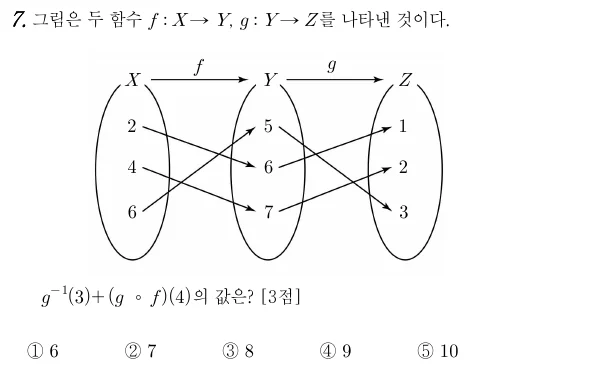 7. 그림은 두 함수 f : X → Y, g : Y → Z를 나타낸 것이다.
X f Y g Z
2 5 1
4 6 2
6 7 3
g⁻¹(3)+(g ∘ f)(4)의 값은? [3점]
① 6 ② 7 ③ 8 ④ 9 ⑤ 10